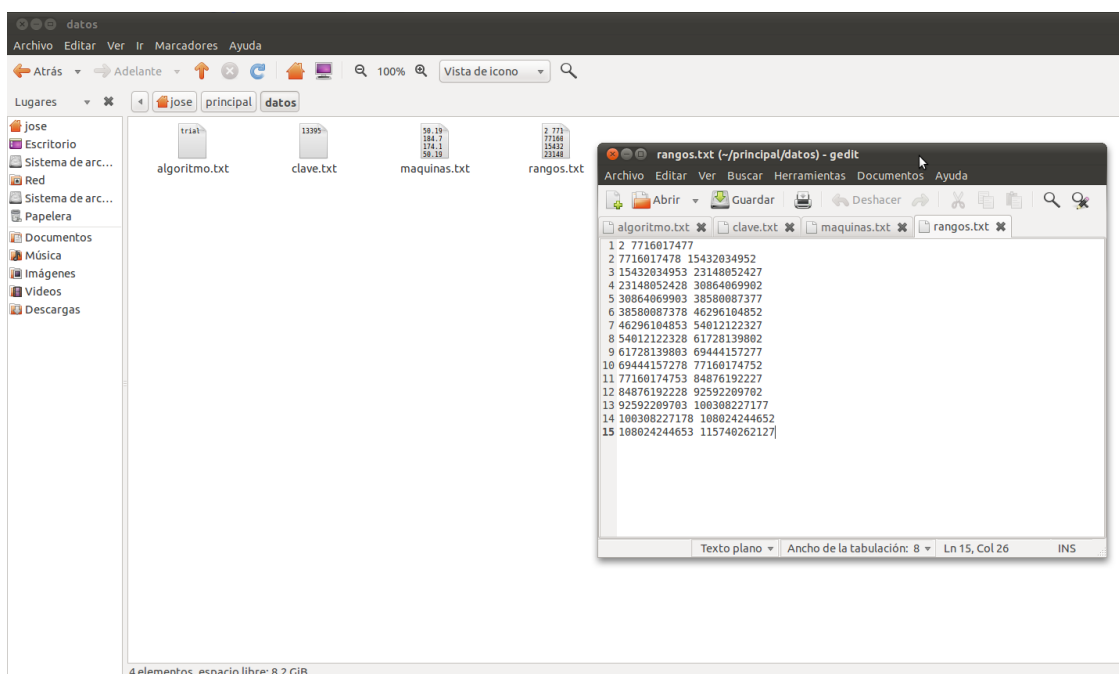 datos
Archivo Editar Ver Ir Marcadores Ayuda
Atrás Adelante 100% Vista de icono
Lugares jose principal datos
jose
Escritorio
Sistema de arc...
Red
Sistema de arc...
Papelera
Documentos
Música
Imágenes
Videos
Descargas
trial
algoritmo.txt
13395
clave.txt
50.19
184.7
174.1
50.19
maquinas.txt
2 771
77160
15432
23148
rangos.txt
rangos.txt (~/principal/datos) - gedit
Archivo Editar Ver Buscar Herramientas Documentos Ayuda
Abrir Guardar Deshacer
algoritmo.txt clave.txt maquinas.txt rangos.txt
1 2 7716017477
2 7716017478 15432034952
3 15432034953 23148052427
4 23148052428 30864069902
5 30864069903 38580087377
6 38580087378 46296104852
7 46296104853 54012122327
8 54012122328 61728139802
9 61728139803 69444157277
10 69444157278 77160174752
11 77160174753 84876192227
12 84876192228 92592209702
13 92592209703 100308227177
14 100308227178 108024244652
15 108024244653 115740262127
Texto plano Ancho de la tabulación: 8 Ln 15, Col 26 INS
4 elementos, espacio libre: 8,2 GiB